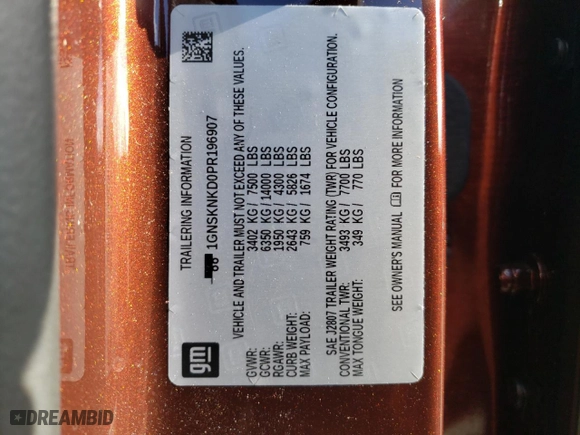 TRAILERING INFORMATION
1GNSKNKD0PR196907
VEHICLE AND TRAILER MUST NOT EXCEED ANY OF THESE VALUES.
GVWR: 3402 KG/ 7500 LBS
GCWR: 6350 KG/ 14000 LBS
RGAWR: 1950 KG/ 4300 LBS
CURB WEIGHT: 2643 KG/ 5826 LBS
MAX PAYLOAD: 759 KG/ 1674 LBS
SAE J2807 TRAILER WEIGHT RATING (TWR) FOR VEHICLE CONFIGURATION.
CONVENTIONAL TWR: 3493 KG/ 7700 LBS
MAX TONGUE WEIGHT: 349 KG/ 770 LBS
SEE OWNER'S MANUAL FOR MORE INFORMATION
gm
DREAMBID